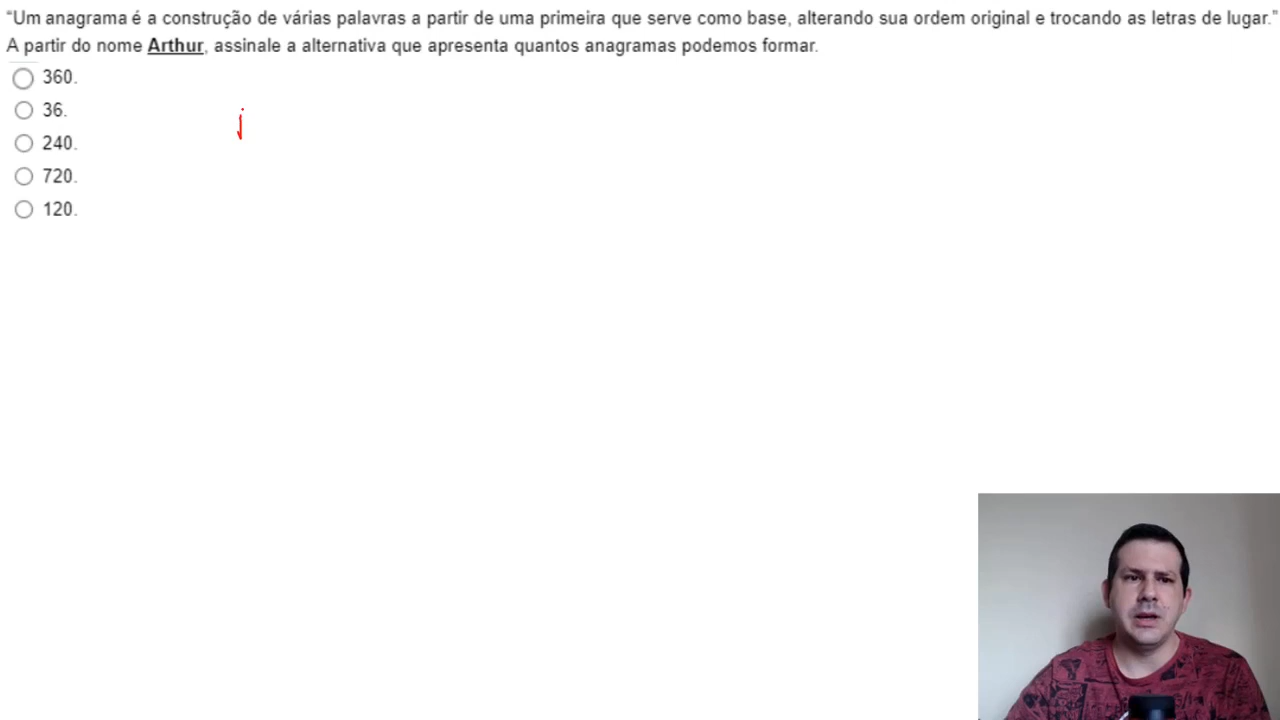 “Um anagrama é a construção de várias palavras a partir de uma primeira que serve como base, alterando sua ordem original e trocando as letras de lugar.”
A partir do nome Arthur, assinale a alternativa que apresenta quantos anagramas podemos formar.
360.
36.
240.
720.
120.